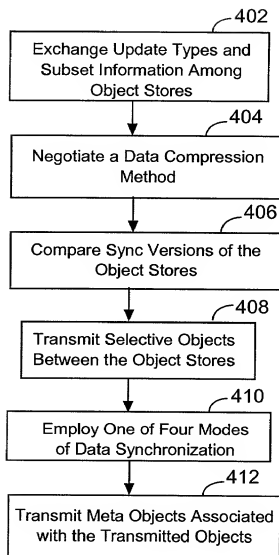 402
Exchange Update Types and
Subset Information Among
Object Stores
404
Negotiate a Data Compression
Method
406
Compare Sync Versions of the
Object Stores
408
Transmit Selective Objects
Between the Object Stores
410
Employ One of Four Modes
of Data Synchronization
412
Transmit Meta Objects Associated
with the Transmitted Objects